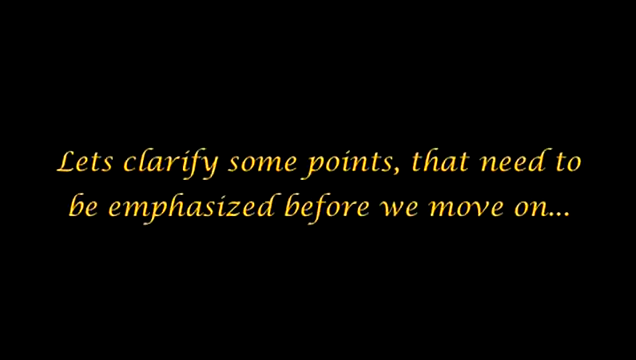 Lets clarify some points, that need to
be emphasized before we move on...